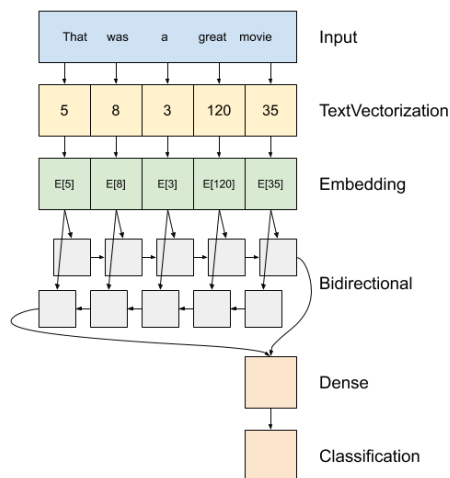 That was a great movie Input
5 8 3 120 35 TextVectorization
E[5] E[8] E[3] E[120] E[35] Embedding
Bidirectional
Dense
Classification